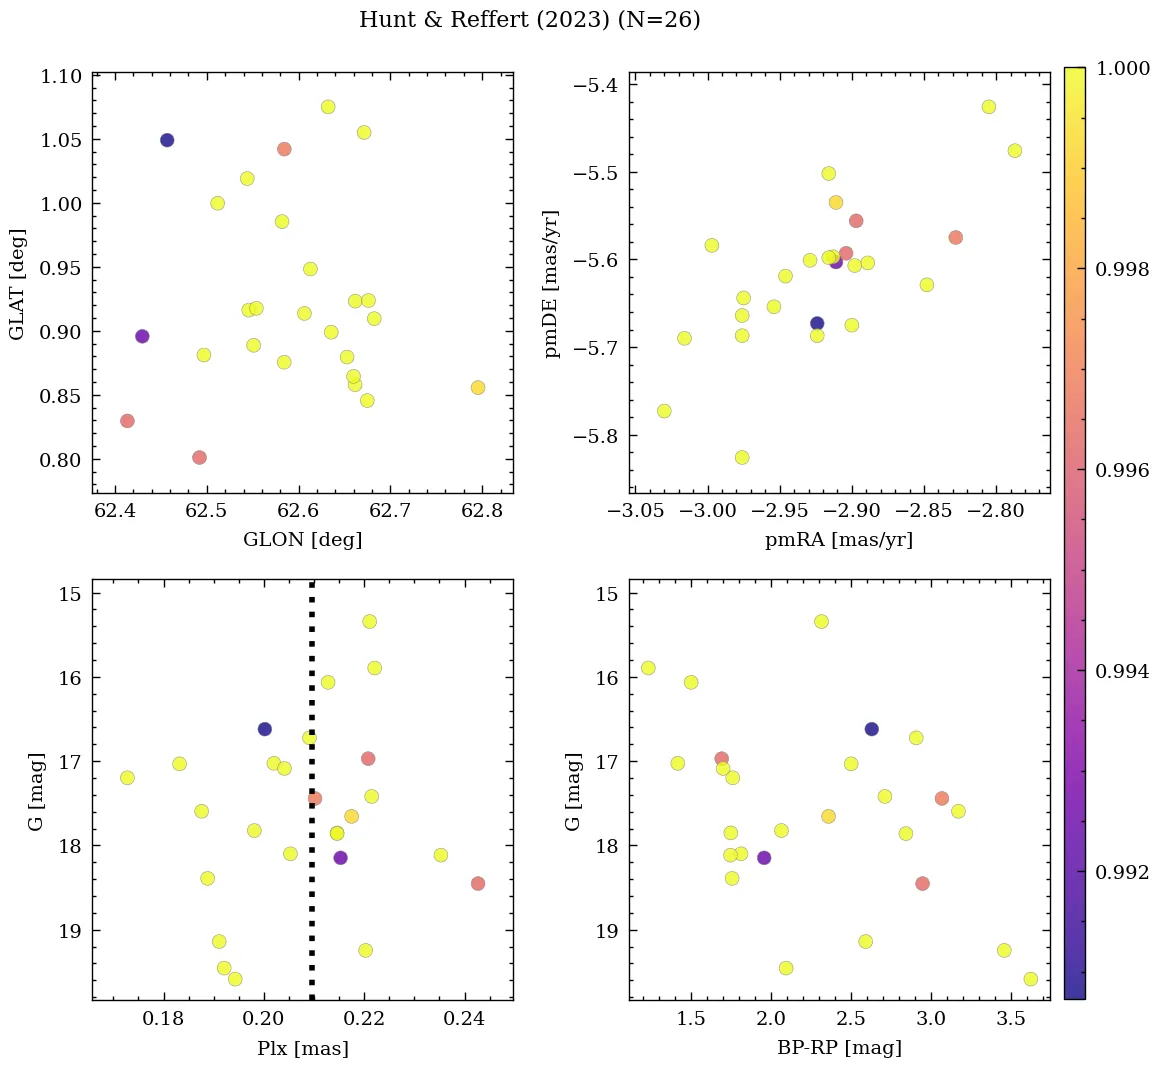 Hunt & Reffert (2023) (N=26)
1.10
1.05
1.00
0.95
0.90
0.85
0.80
GLAT [deg]
62.4 62.5 62.6 62.7 62.8
GLON [deg]
−5.4
−5.5
−5.6
−5.7
−5.8
pmDE [mas/yr]
−3.05 −3.00 −2.95 −2.90 −2.85 −2.80
pmRA [mas/yr]
1.000
0.998
0.996
0.994
0.992
15
16
17
18
19
G [mag]
0.18 0.20 0.22 0.24
Plx [mas]
15
16
17
18
19
G [mag]
1.5 2.0 2.5 3.0 3.5
BP-RP [mag]